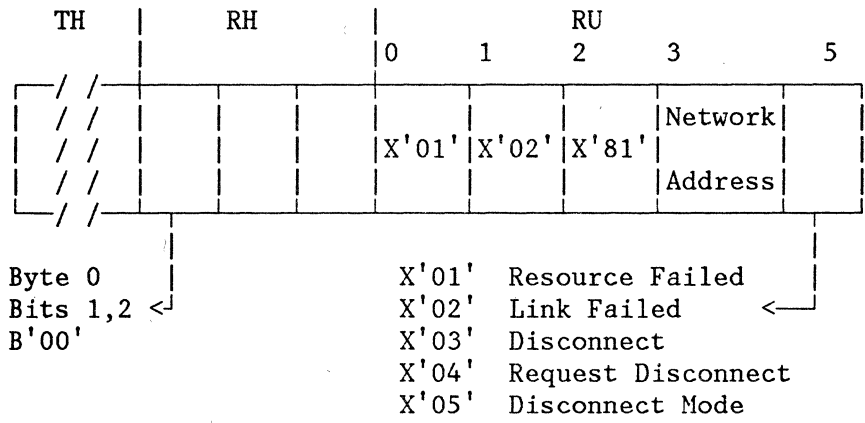 TH RH RU
0 1 2 3 5
Network
X'01' X'02' X'81'
Address
Byte 0 X'01' Resource Failed
Bits 1,2 < X'02' Link Failed <
B'00' X'03' Disconnect
X'04' Request Disconnect
X'05' Disconnect Mode